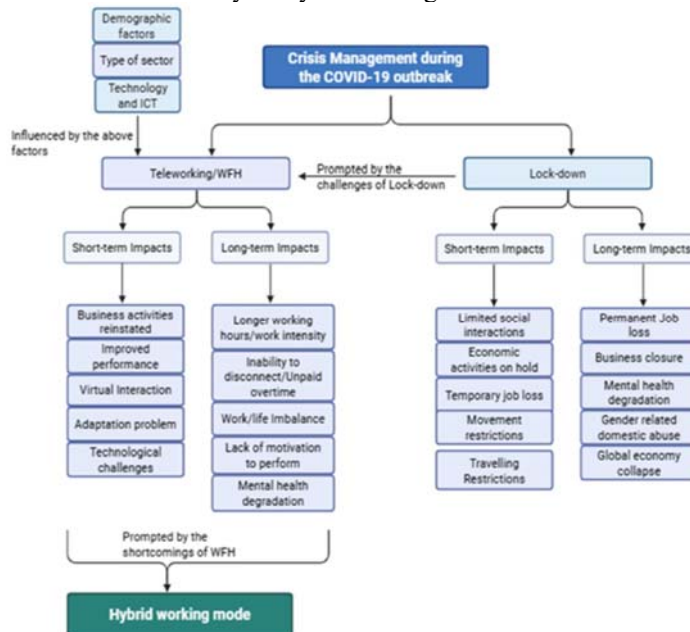 Demographic
factors
Type of sector
Technology
and ICT
Crisis Management during
the COVID-19 outbreak
Influenced by the above
factors
Teleworking/WFH
Prompted by the
challenges of Lock-down
Lock-down
Short-term Impacts
Long-term Impacts
Short-term Impacts
Long-term Impacts
Business activities
reinstated
Improved
performance
Virtual Interaction
Adaptation problem
Technological
challenges
Longer working
hours/work intensity
Inability to
disconnect/Unpaid
overtime
Work/life Imbalance
Lack of motivation
to perform
Mental health
degradation
Limited social
interactions
Economic
activities on hold
Temporary job loss
Movement
restrictions
Travelling
Restrictions
Permanent Job
loss
Business closure
Mental health
degradation
Gender related
domestic abuse
Global economy
collapse
Prompted by the
shortcomings of WFH
Hybrid working mode